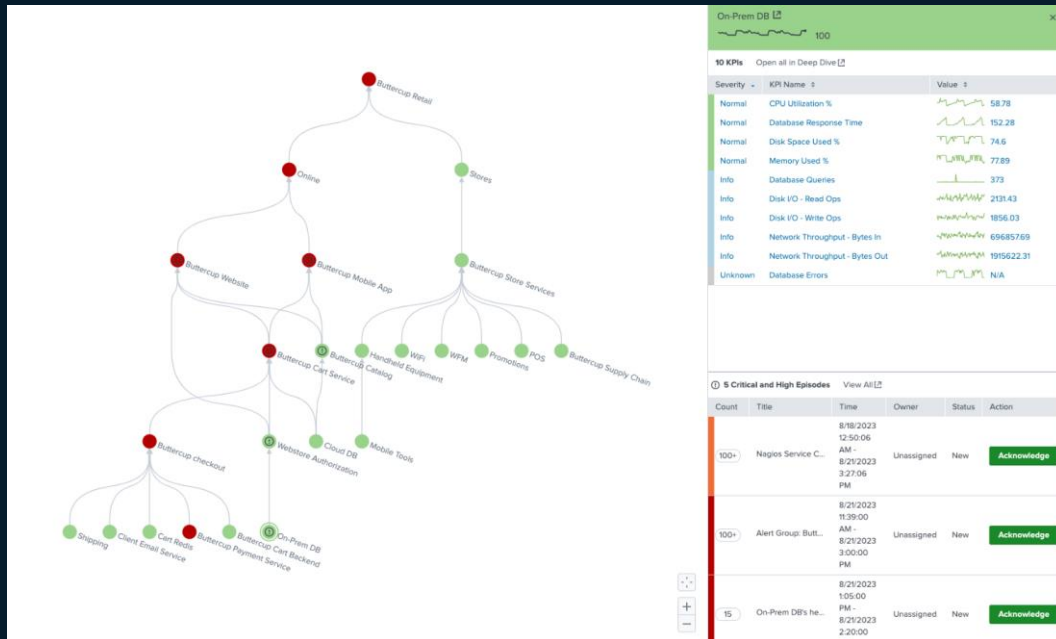 Buttercup Retail
Online
Stores
Buttercup Website
Buttercup Mobile App
Buttercup Store Services
Buttercup Cart Service
Buttercup Catalog
Handheld Equipment
WiFi
WFM
Promotions
POS
Buttercup Supply Chain
Buttercup checkout
Webstore Authorization
Cloud DB
Mobile Tools
Shipping
Client Email Service
Cart Redis
Buttercup Payment Service
Buttercup Cart Backend
On-Prem DB
+
−
On-Prem DB
100
10 KPIs Open all in Deep Dive
Severity KPI Name Value
Normal CPU Utilization % 58.78
Normal Database Response Time 152.28
Normal Disk Space Used % 74.6
Normal Memory Used % 77.89
Info Database Queries 373
Info Disk I/O - Read Ops 2131.43
Info Disk I/O - Write Ops 1856.03
Info Network Throughput - Bytes In 696857.69
Info Network Throughput - Bytes Out 1915622.31
Unknown Database Errors N/A
5 Critical and High Episodes View All
Count Title Time Owner Status Action
8/18/2023
12:50:06
AM -
100+ Nagios Service C... 8/21/2023 Unassigned New Acknowledge
3:27:06
PM
8/21/2023
11:39:00
AM -
100+ Alert Group: Butt... 8/21/2023 Unassigned New Acknowledge
3:00:00
PM
8/21/2023
1:05:00
PM -
15 On-Prem DB's he... 8/21/2023 Unassigned New Acknowledge
2:20:00